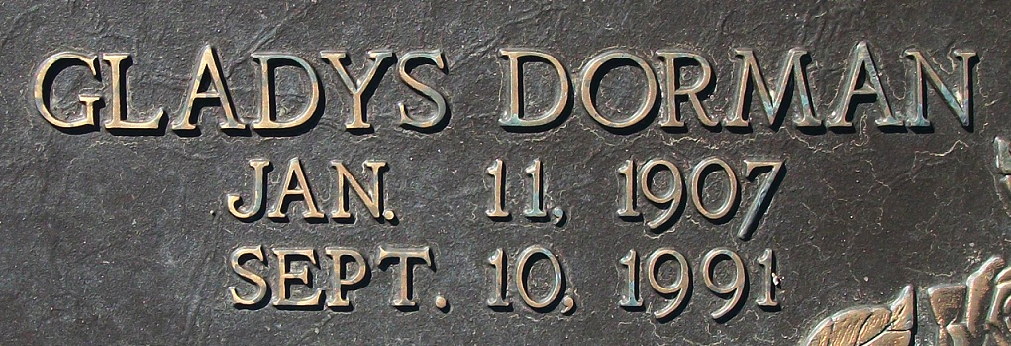 GLADYS DORMAN
JAN. 11, 1907
SEPT. 10, 1991